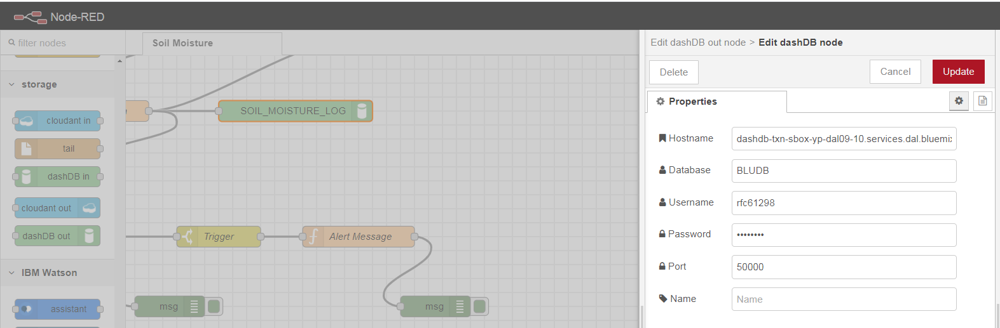 Node-RED
filter nodes
storage
cloudant in
tail
dashDB in
cloudant out
dashDB out
IBM Watson
assistant
Soil Moisture
SOIL_MOISTURE_LOG
Trigger
Alert Message
msg
msg
Edit dashDB out node > Edit dashDB node
Delete
Cancel
Update
Properties
Hostname
dashdb-txn-sbox-yp-dal09-10.services.dal.bluemix
Database
BLUDB
Username
rfc61298
Password
••••••••
Port
50000
Name
Name